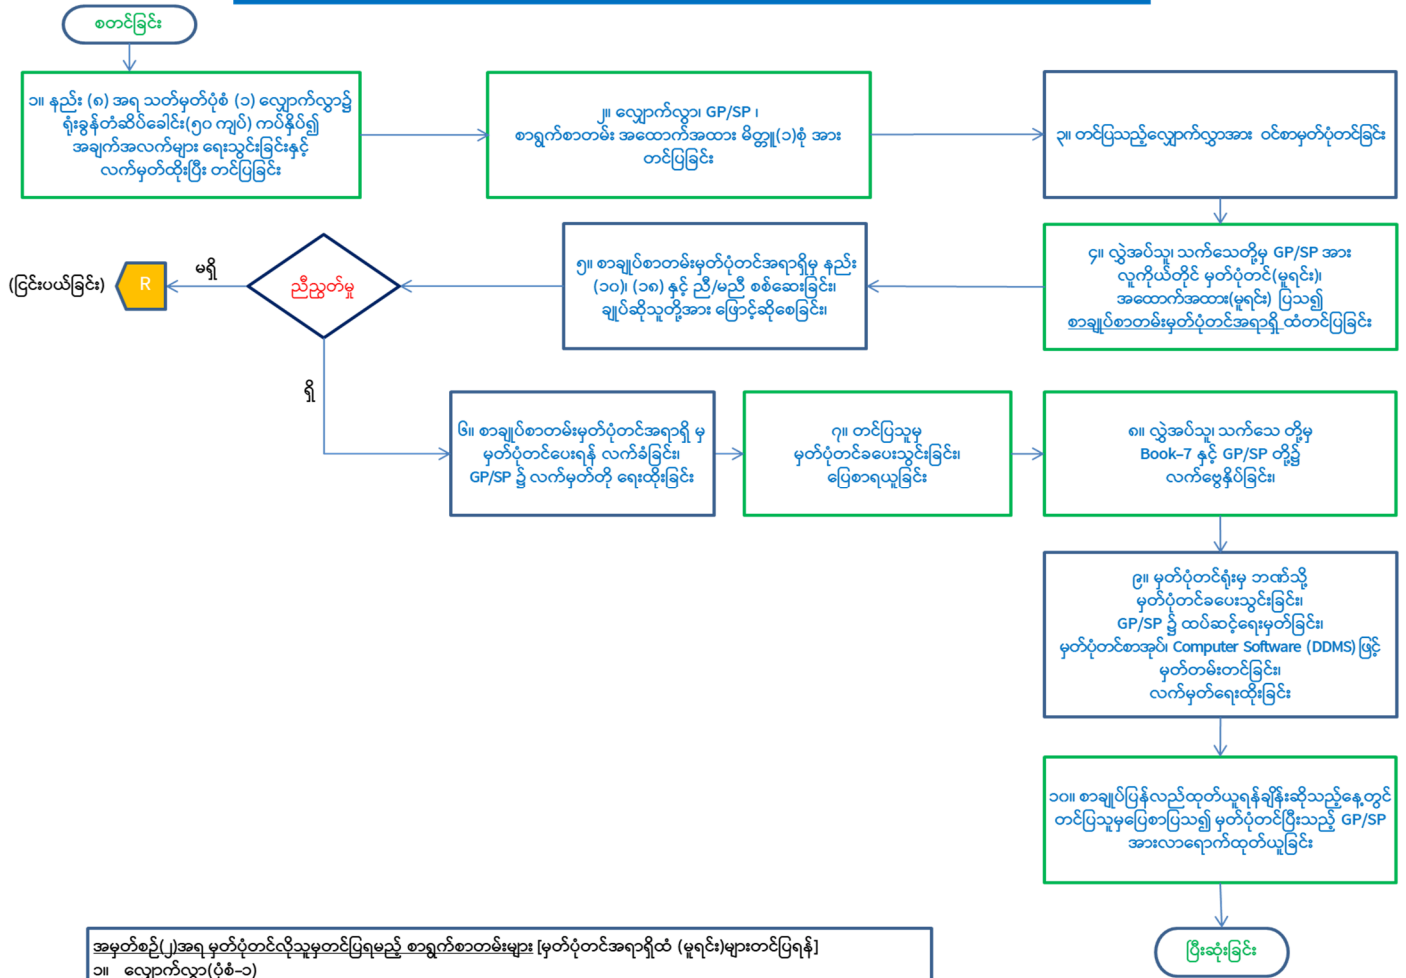 စတင်ခြင်း
၁။ နည်း (၈) အရ သတ်မှတ်ပုံစံ (၁) လျှောက်လွှာ၌
ရုံးခွန်တံဆိပ်ခေါင်း(၅၀ ကျပ်) ကပ်နှိပ်၍
အချက်အလက်များ ရေးသွင်းခြင်းနှင့်
လက်မှတ်ထိုးပြီး တင်ပြခြင်း
၂။ လျှောက်လွှာ၊ GP/SP ၊
စာရွက်စာတမ်း အထောက်အထား မိတ္တူ(၁)စုံ အား
တင်ပြခြင်း
၃။ တင်ပြသည့်လျှောက်လွှာအား ဝင်စာမှတ်ပုံတင်ခြင်း
၄။ လွှဲအပ်သူ၊ သက်သေတို့မှ GP/SP အား
လူကိုယ်တိုင် မှတ်ပုံတင်(မူရင်း)၊
အထောက်အထား(မူရင်း) ပြသ၍
စာချုပ်စာတမ်းမှတ်ပုံတင်အရာရှိ ထံတင်ပြခြင်း
၅။ စာချုပ်စာတမ်းမှတ်ပုံတင်အရာရှိမှ နည်း
(၁၀)၊ (၁၈) နှင့် ညီ/မညီ စစ်ဆေးခြင်း၊
ချုပ်ဆိုသူတို့အား ဖြောင့်ဆိုစေခြင်း၊
ညီညွတ်မှု
မရှိ
R
(ငြင်းပယ်ခြင်း)
ရှိ
၆။ စာချုပ်စာတမ်းမှတ်ပုံတင်အရာရှိ မှ
မှတ်ပုံတင်ပေးရန် လက်ခံခြင်း၊
GP/SP ၌ လက်မှတ်တို ရေးထိုးခြင်း
၇။ တင်ပြသူမှ
မှတ်ပုံတင်ခပေးသွင်းခြင်း၊
ပြေစာရယူခြင်း
၈။ လွှဲအပ်သူ၊ သက်သေ တို့မှ
Book–7 နှင့် GP/SP တို့၌
လက်ဗွေနှိပ်ခြင်း၊
၉။ မှတ်ပုံတင်ရုံးမှ ဘဏ်သို့
မှတ်ပုံတင်ခပေးသွင်းခြင်း၊
GP/SP ၌ ထပ်ဆင့်ရေးမှတ်ခြင်း၊
မှတ်ပုံတင်စာအုပ်၊ Computer Software (DDMS) ဖြင့်
မှတ်တမ်းတင်ခြင်း၊
လက်မှတ်ရေးထိုးခြင်း
၁၀။ စာချုပ်ပြန်လည်ထုတ်ယူရန်ချိန်းဆိုသည့်နေ့တွင်
တင်ပြသူမှပြေစာပြသ၍ မှတ်ပုံတင်ပြီးသည့် GP/SP
အားလာရောက်ထုတ်ယူခြင်း
ပြီးဆုံးခြင်း
အမှတ်စဉ်(၂)အရ မှတ်ပုံတင်လိုသူမှတင်ပြရမည့် စာရွက်စာတမ်းများ [မှတ်ပုံတင်အရာရှိထံ (မူရင်း)များတင်ပြရန်]
၁။ လျှောက်လွှာ(ပုံစံ–၁)